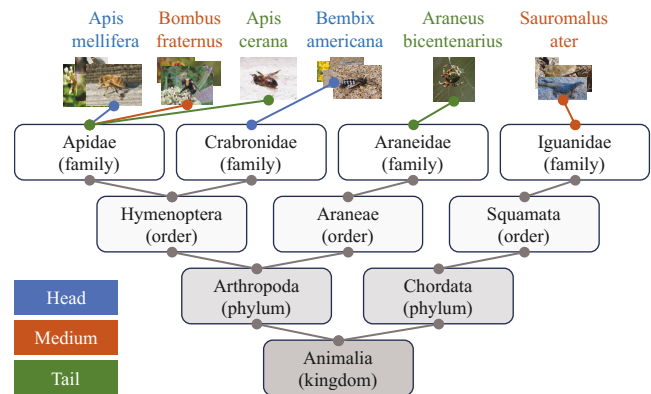 Apis
mellifera
Bombus
fraternus
Apis
cerana
Bembix
americana
Araneus
bicentenarius
Sauromalus
ater
Apidae
(family)
Crabronidae
(family)
Araneidae
(family)
Iguanidae
(family)
Hymenoptera
(order)
Araneae
(order)
Squamata
(order)
Arthropoda
(phylum)
Chordata
(phylum)
Animalia
(kingdom)
Head
Medium
Tail